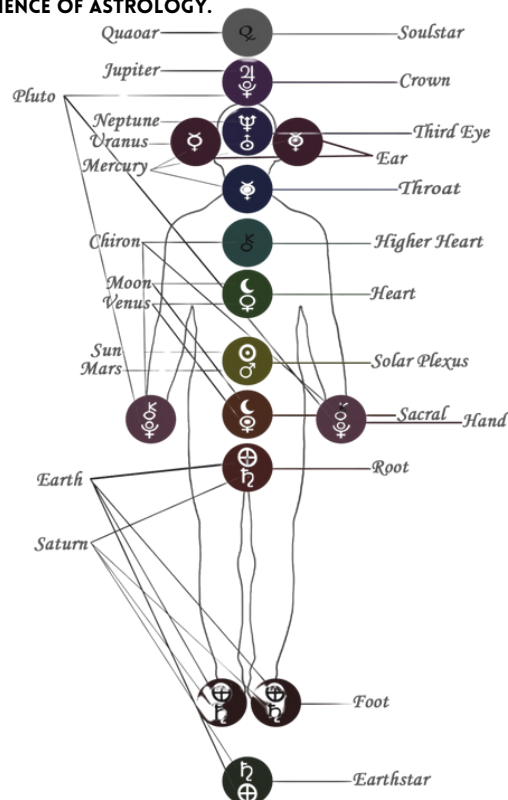 IENCE OF ASTROLOGY.
Quaoar
Soulstar
Jupiter
Crown
Pluto
Neptune
Third Eye
Uranus
Ear
Mercury
Throat
Chiron
Higher Heart
Moon
Heart
Venus
Sun
Solar Plexus
Mars
Sacral
Hand
Root
Earth
Saturn
Foot
Earthstar